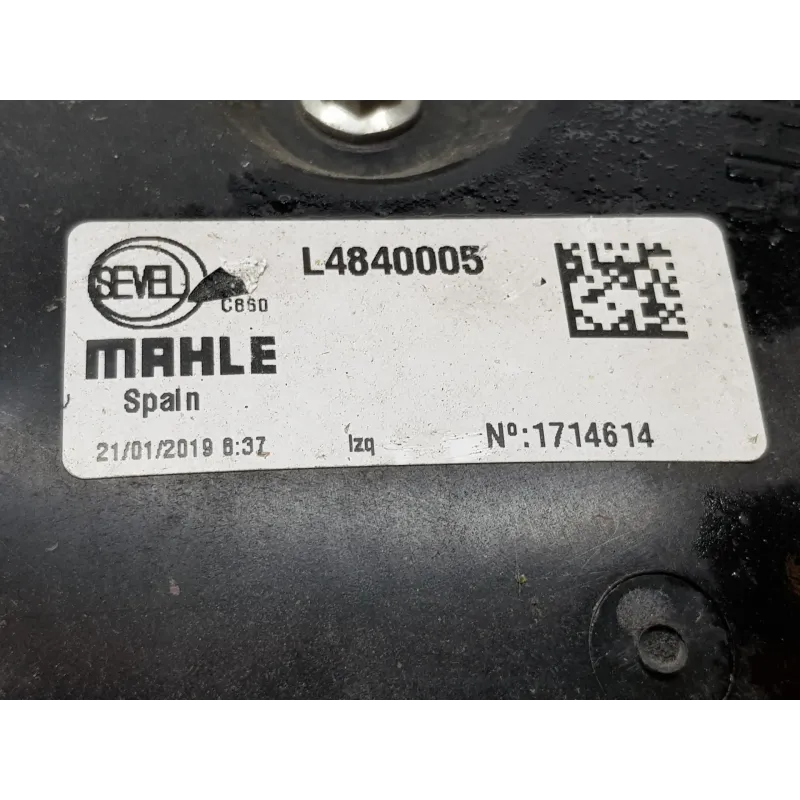 SEVEL
C860
L4840005
MAHLE
Spain
21/01/2019 8:37
Izq
Nº:1714614